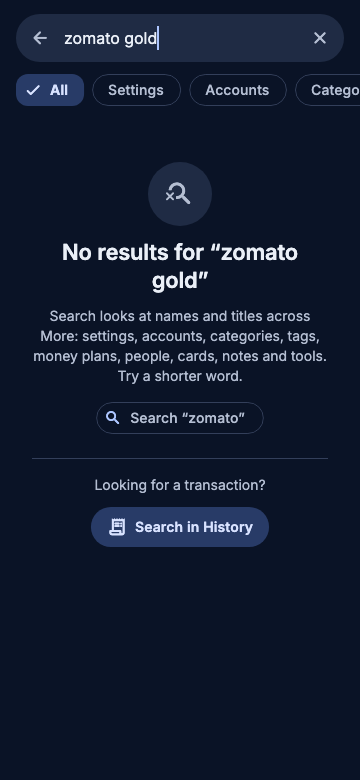 zomato gold
All
Settings
Accounts
Catego
No results for “zomato
gold”
Search looks at names and titles across
More: settings, accounts, categories, tags,
money plans, people, cards, notes and tools.
Try a shorter word.
Search “zomato”
Looking for a transaction?
Search in History